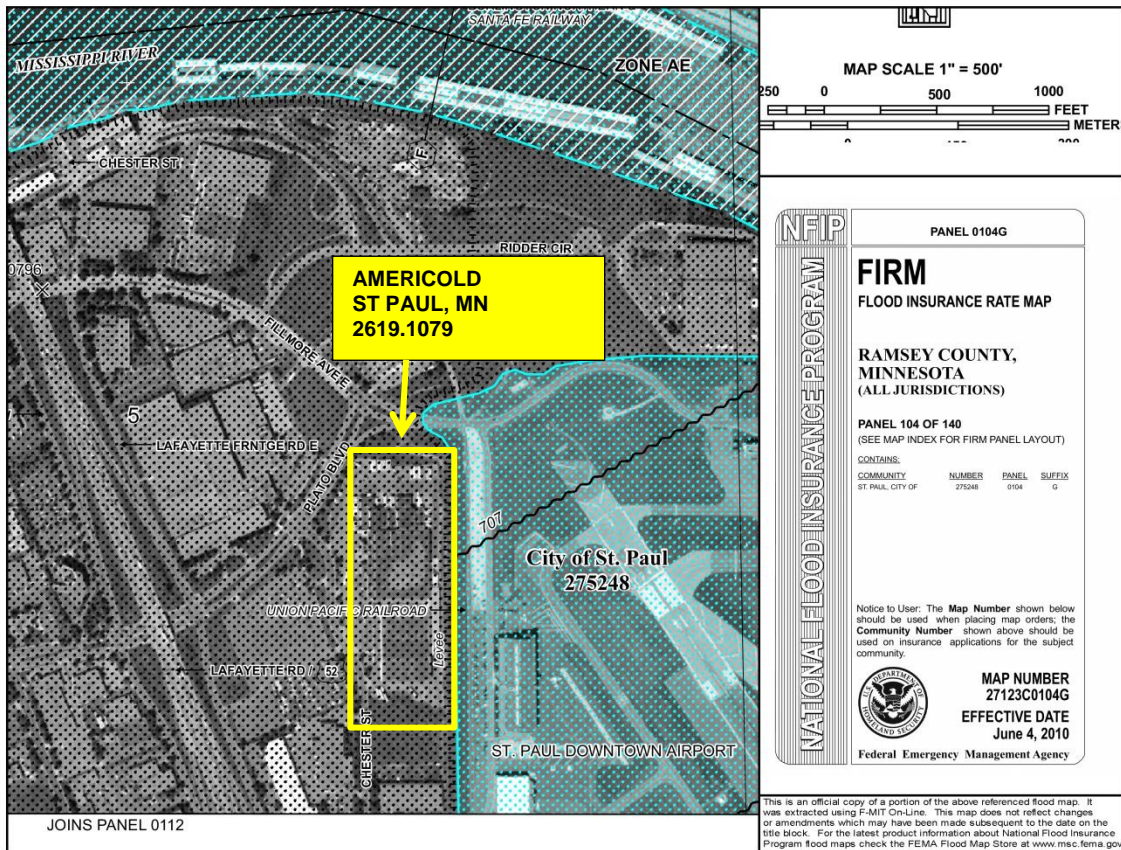 SANTA FE RAILWAY
MISSISSIPPI RIVER
ZONE AE
CHESTER ST
F
RIDDER CIR
0796
AMERICOLD
ST PAUL, MN
2619.1079
FILLMORE AVE E
5
LAFAYETTE FRNTGE RD E
PLATO BLVD
707
City of St. Paul
275248
UNION PACIFIC RAILROAD
Levee
LAFAYETTE RD / 52
CHESTER ST
ST. PAUL DOWNTOWN AIRPORT
JOINS PANEL 0112
MAP SCALE 1" = 500'
250 0 500 1000
FEET
METERS
NFIP
NATIONAL FLOOD INSURANCE PROGRAM
PANEL 0104G
FIRM
FLOOD INSURANCE RATE MAP
RAMSEY COUNTY,
MINNESOTA
(ALL JURISDICTIONS)
PANEL 104 OF 140
(SEE MAP INDEX FOR FIRM PANEL LAYOUT)
CONTAINS:
COMMUNITY NUMBER PANEL SUFFIX
ST. PAUL, CITY OF 275248 0104 G
Notice to User: The Map Number shown below
should be used when placing map orders; the
Community Number shown above should be
used on insurance applications for the subject
community.
U.S. DEPARTMENT OF HOMELAND SECURITY
MAP NUMBER
27123C0104G
EFFECTIVE DATE
June 4, 2010
Federal Emergency Management Agency
This is an official copy of a portion of the above referenced flood map. It
was extracted using F-MIT On-Line. This map does not reflect changes
or amendments which may have been made subsequent to the date on the
title block. For the latest product information about National Flood Insurance
Program flood maps check the FEMA Flood Map Store at www.msc.fema.gov